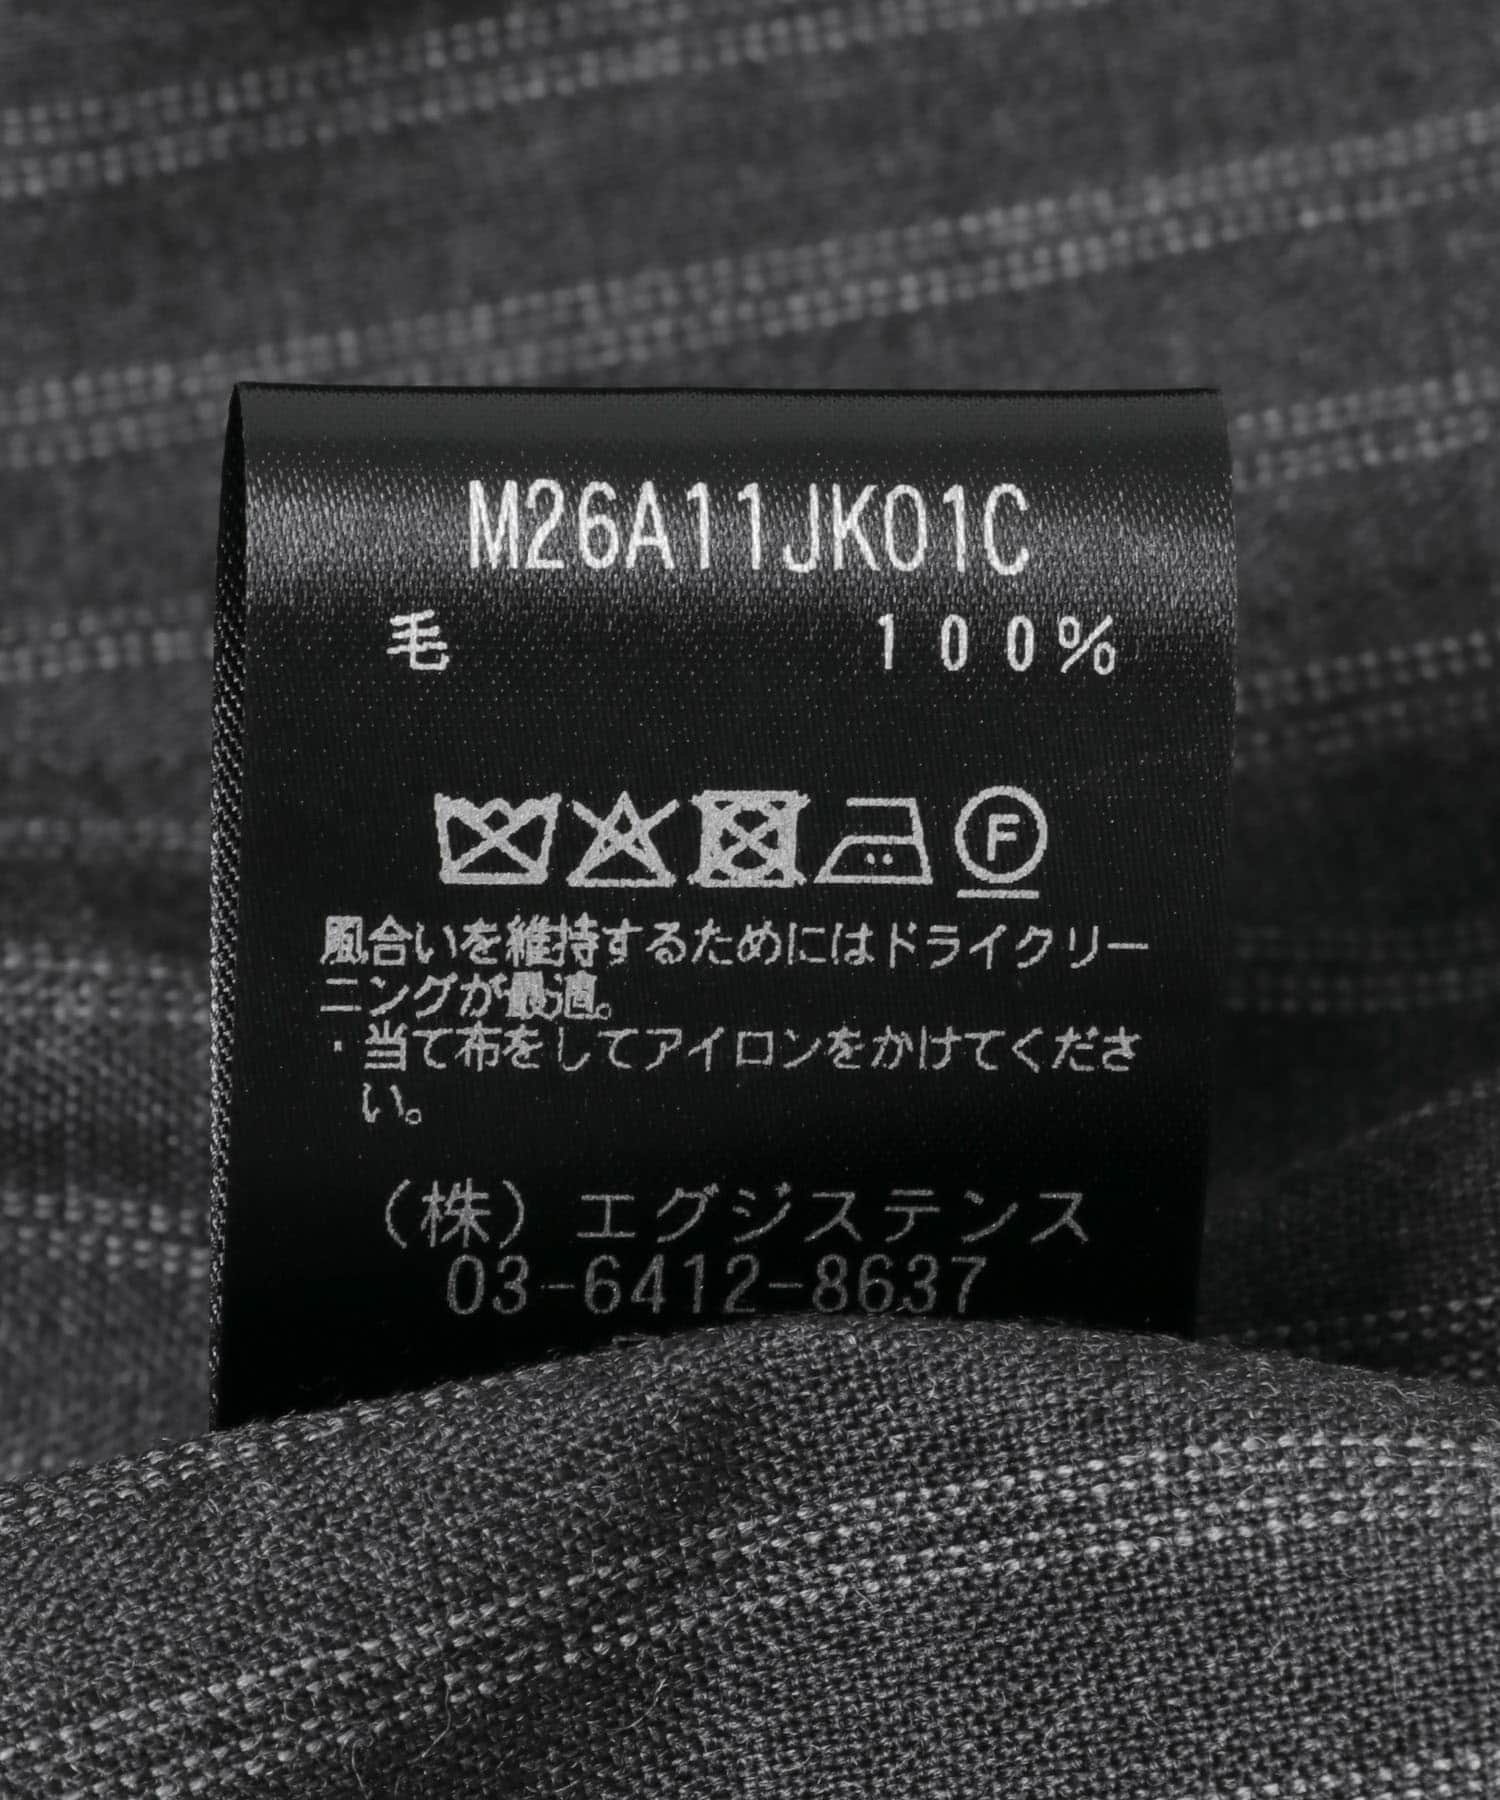 M26A11JK01C
毛 100%
F
風合いを維持するためにはドライクリー
ニングが最適。
・当て布をしてアイロンをかけてくださ
い。
(株)エグジステンス
03-6412-8637